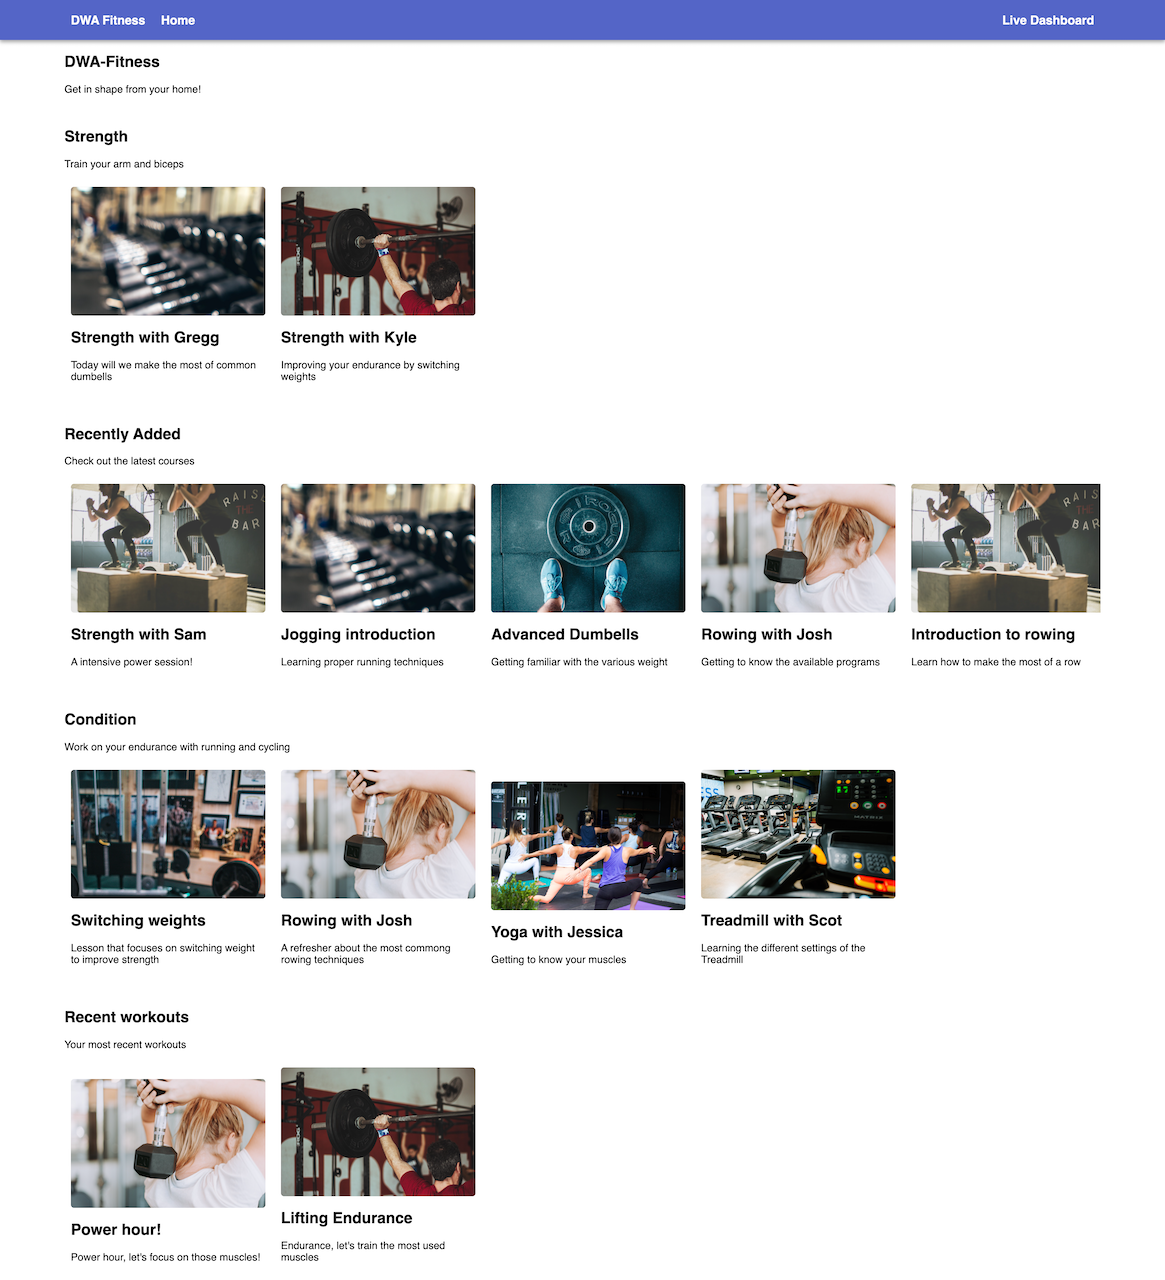 DWA Fitness Home Live Dashboard
DWA-Fitness
Get in shape from your home!
Strength
Train your arm and biceps
Strength with Gregg
Today will we make the most of common
dumbells
Strength with Kyle
Improving your endurance by switching
weights
Recently Added
Check out the latest courses
RAIS
THE
BAR
RAIS
THE
BAR
Strength with Sam
A intensive power session!
Jogging introduction
Learning proper running techniques
Advanced Dumbells
Getting familiar with the various weight
Rowing with Josh
Getting to know the available programs
Introduction to rowing
Learn how to make the most of a row
Condition
Work on your endurance with running and cycling
LERY
MATRIX
Switching weights
Lesson that focuses on switching weight
to improve strength
Rowing with Josh
A refresher about the most commong
rowing techniques
Yoga with Jessica
Getting to know your muscles
Treadmill with Scot
Learning the different settings of the
Treadmill
Recent workouts
Your most recent workouts
Power hour!
Power hour, let's focus on those muscles!
Lifting Endurance
Endurance, let's train the most used
muscles